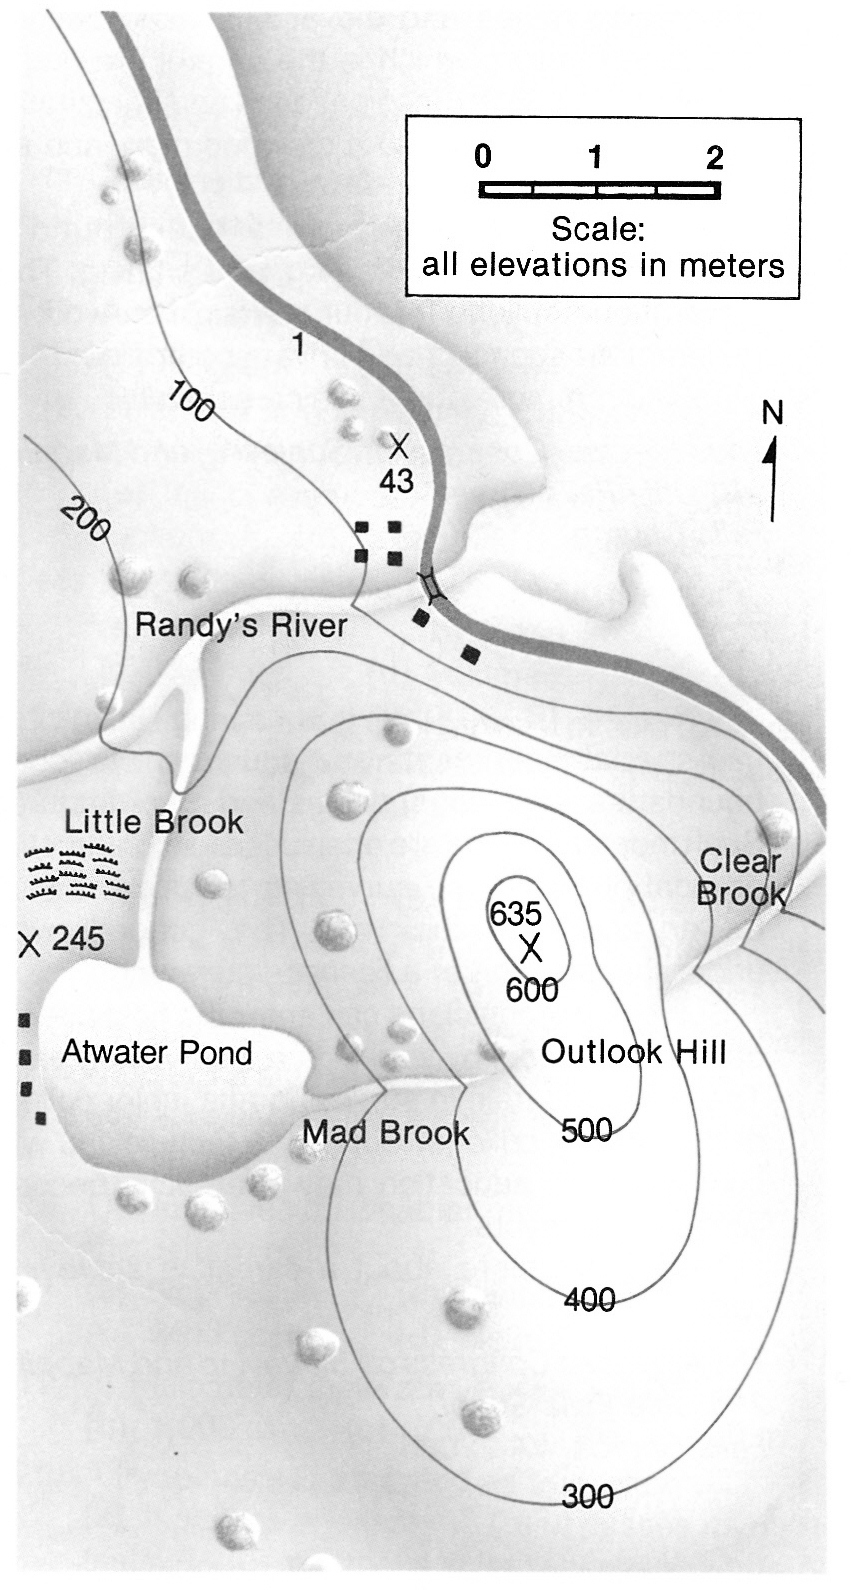 0 1 2
Scale:
all elevations in meters
1
N
100
X
43
200
Randy's River
Little Brook
Clear
Brook
635
X
X 245
600
Atwater Pond
Outlook Hill
Mad Brook
500
400
300